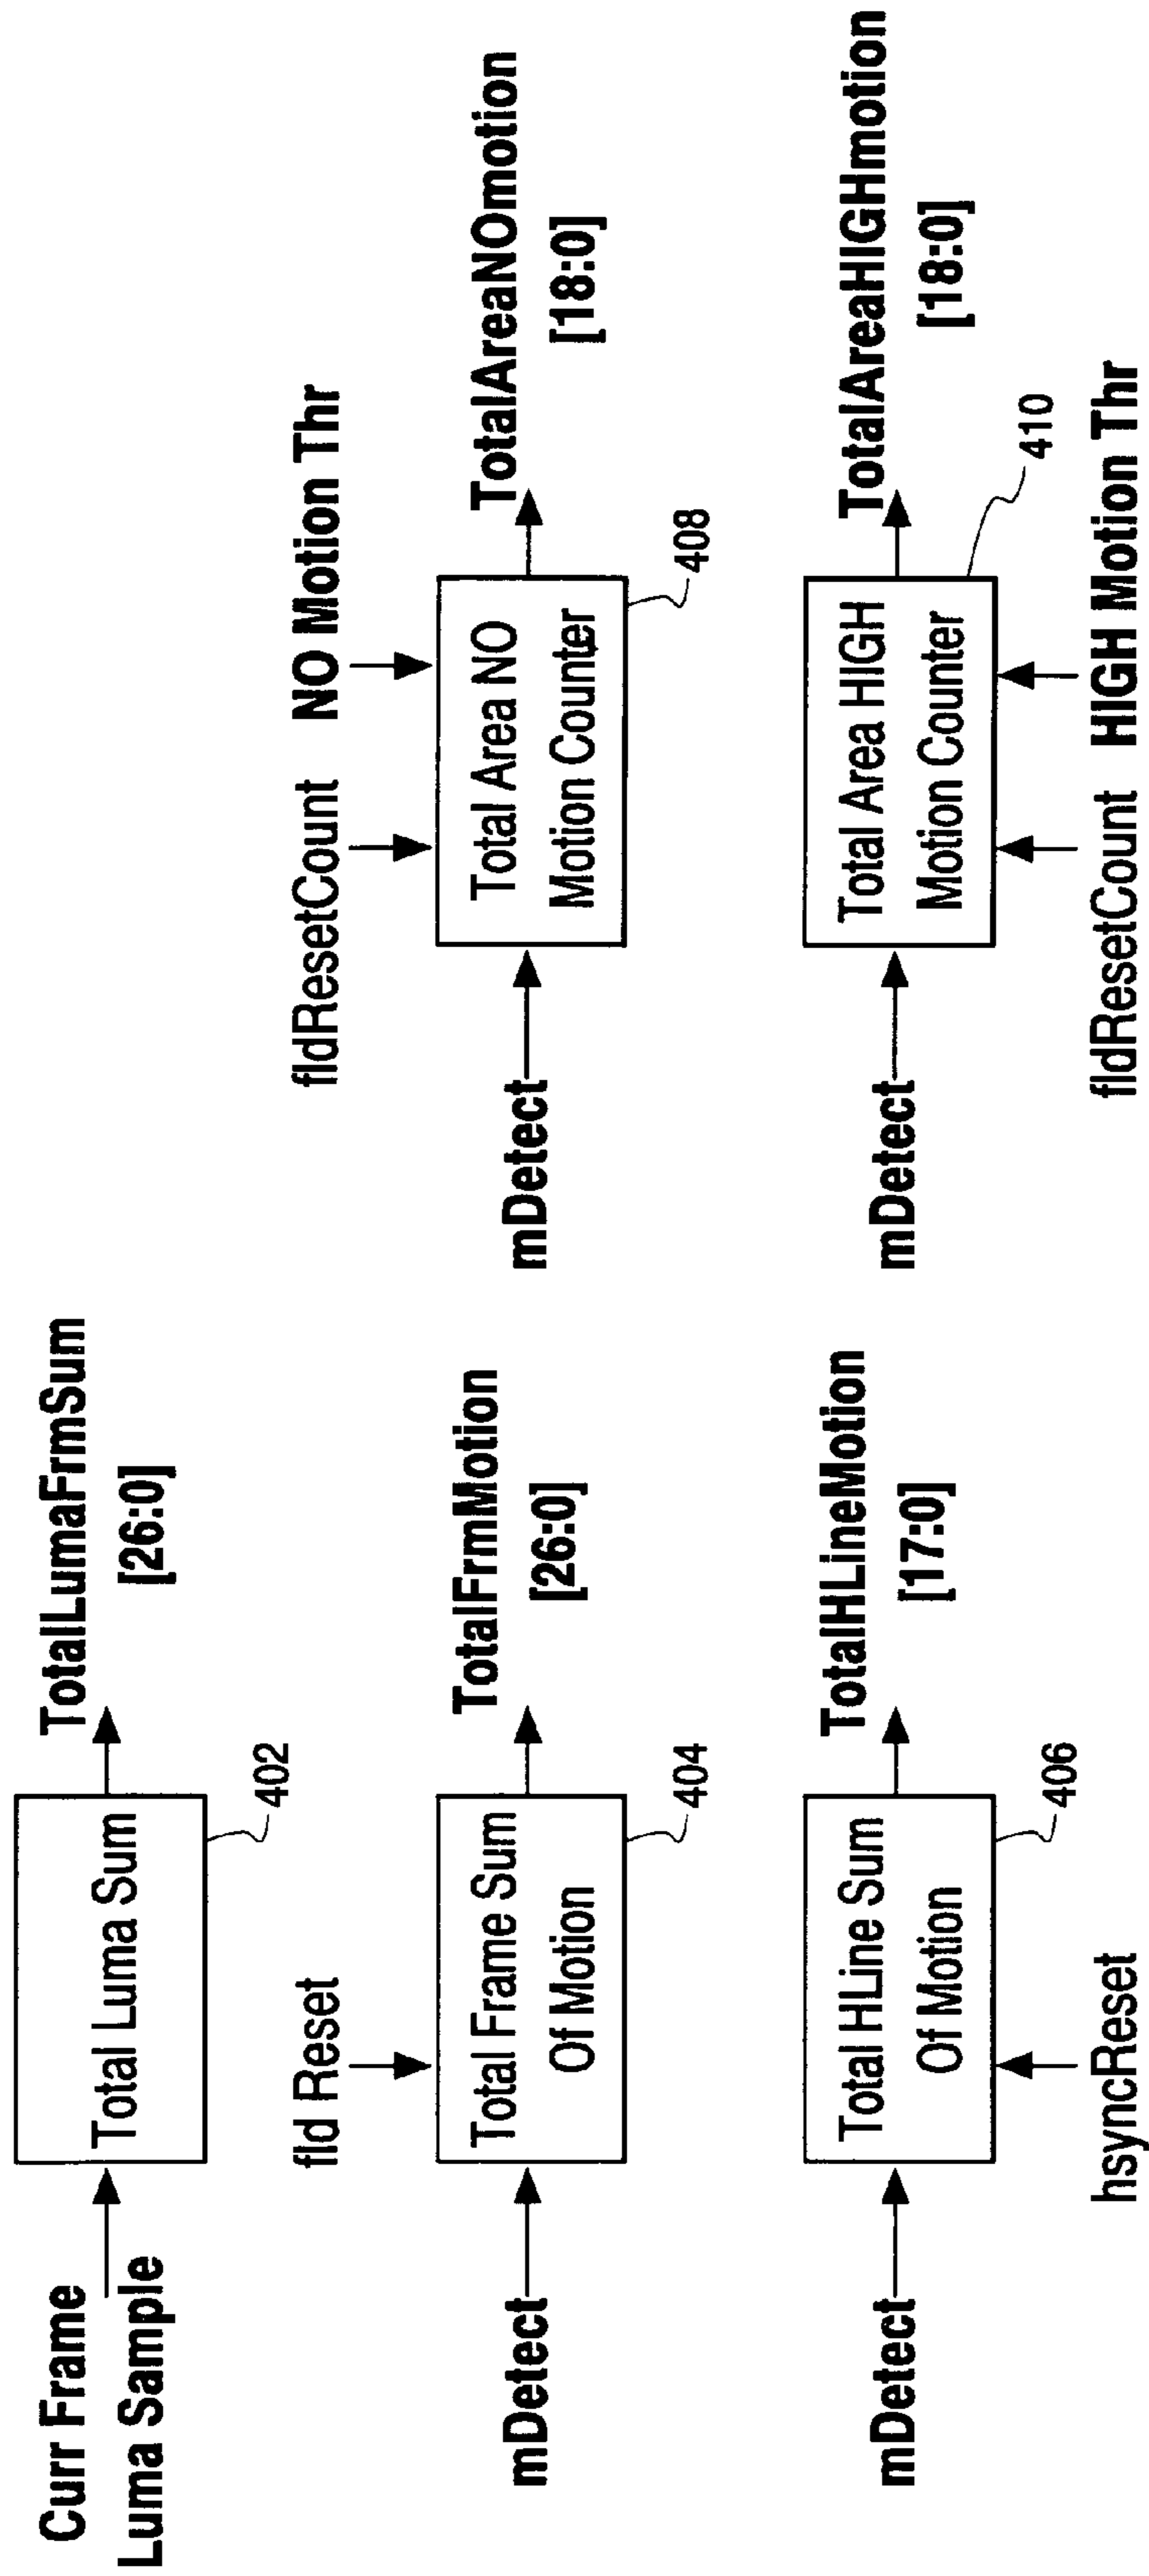 Curr Frame
Luma Sample
Total Luma Sum
TotalLumaFrmSum
[26:0]
402
fld Reset
mDetect
Total Frame Sum
Of Motion
TotalFrmMotion
[26:0]
404
mDetect
Total HLine Sum
Of Motion
TotalHLineMotion
[17:0]
406
hsyncReset
fldResetCount
NO Motion Thr
mDetect
Total Area NO
Motion Counter
TotalAreaNOmotion
[18:0]
408
mDetect
Total Area HIGH
Motion Counter
TotalAreaHIGHmotion
[18:0]
410
fldResetCount
HIGH Motion Thr